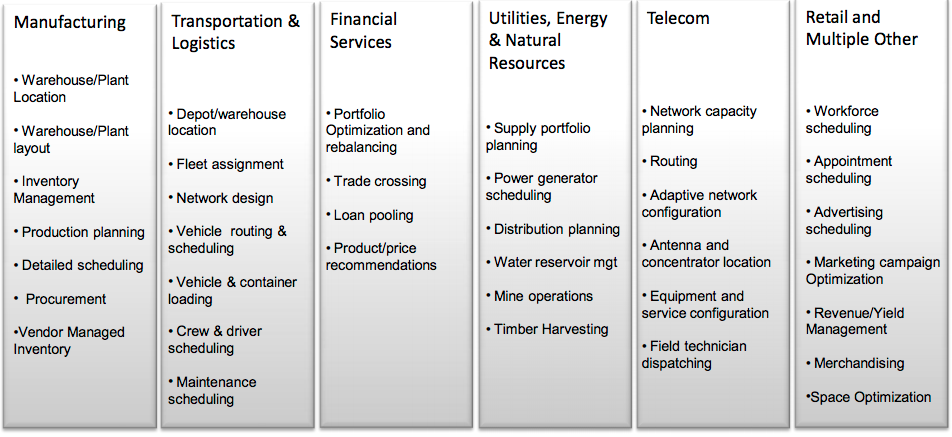 Manufacturing
• Warehouse/Plant
Location
• Warehouse/Plant
layout
• Inventory
Management
• Production planning
• Detailed scheduling
• Procurement
•Vendor Managed
Inventory
Transportation &
Logistics
• Depot/warehouse
location
• Fleet assignment
• Network design
• Vehicle routing &
scheduling
• Vehicle & container
loading
• Crew & driver
scheduling
• Maintenance
scheduling
Financial
Services
• Portfolio
Optimization and
rebalancing
• Trade crossing
• Loan pooling
• Product/price
recommendations
Utilities, Energy
& Natural
Resources
• Supply portfolio
planning
• Power generator
scheduling
• Distribution planning
• Water reservoir mgt
• Mine operations
• Timber Harvesting
Telecom
• Network capacity
planning
• Routing
• Adaptive network
configuration
• Antenna and
concentrator location
• Equipment and
service configuration
• Field technician
dispatching
Retail and
Multiple Other
• Workforce
scheduling
• Appointment
scheduling
• Advertising
scheduling
• Marketing campaign
Optimization
• Revenue/Yield
Management
• Merchandising
•Space Optimization